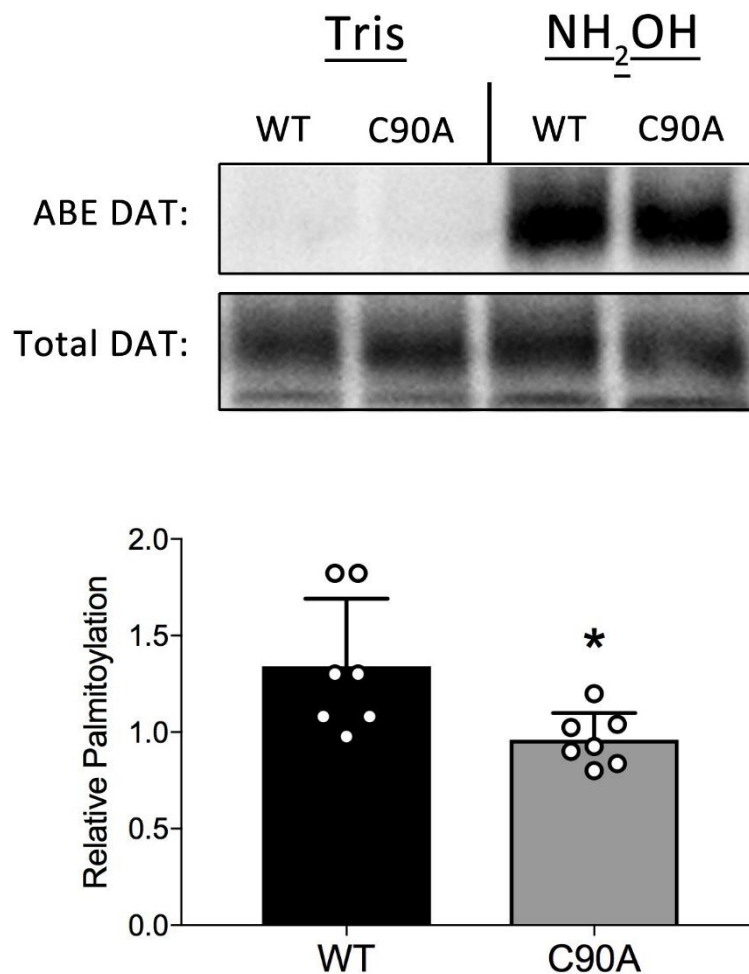 Tris NH₂OH
WT C90A WT C90A
ABE DAT:
Total DAT:
2.0
1.5
1.0
0.5
0.0
Relative Palmitoylation
*
WT C90A